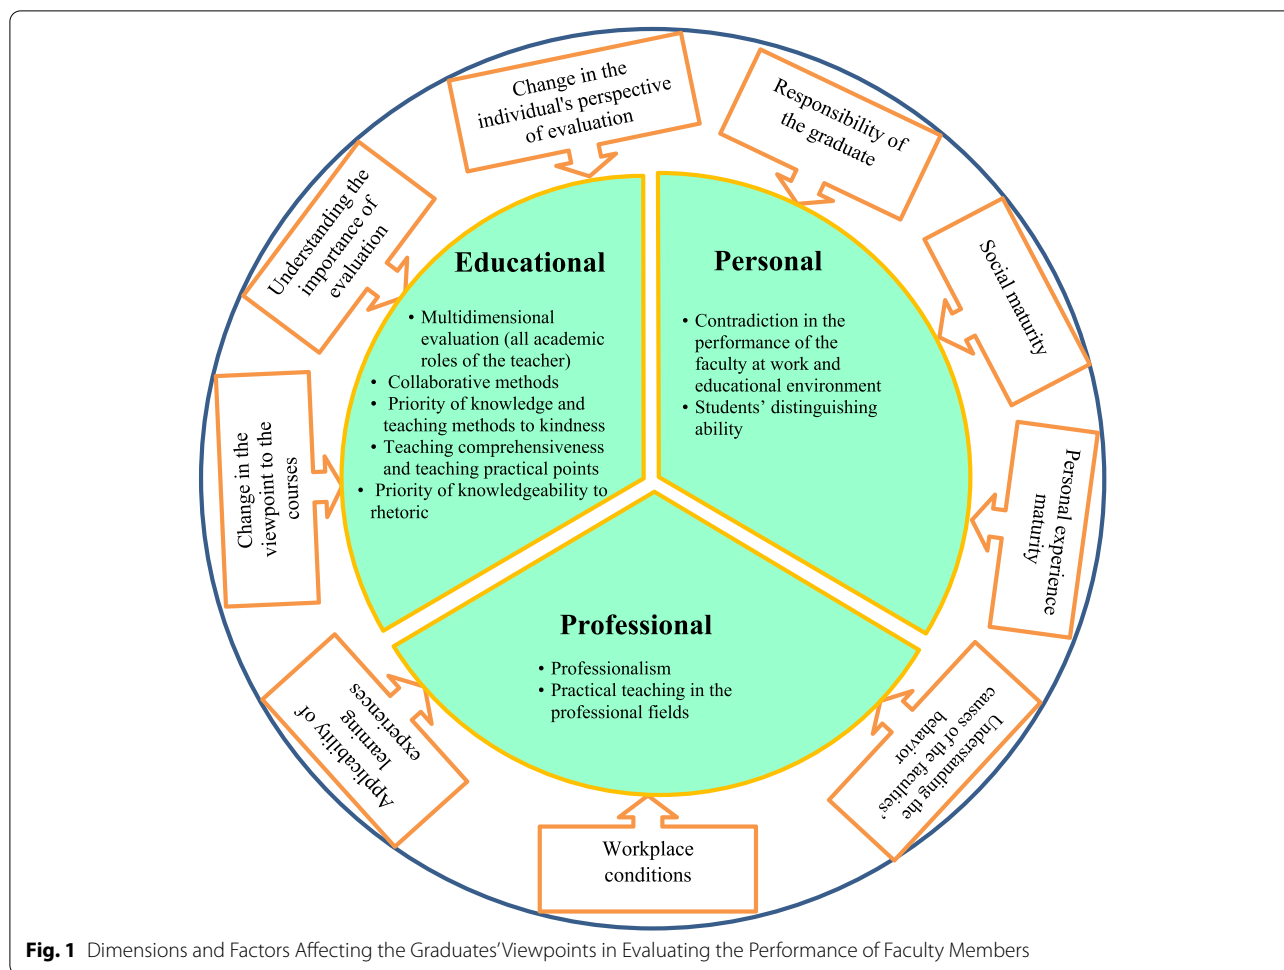 Change in the
individual's perspective
of evaluation
Responsibility of
the graduate
Social maturity
Personal experience
maturity
Understanding the
causes of the faculties’
behavior
Workplace
conditions
Applicability of
learning
experiences
Change in the
viewpoint to the
courses
Understanding the
importance of
evaluation
Educational
• Multidimensional
evaluation (all academic
roles of the teacher)
• Collaborative methods
• Priority of knowledge and
teaching methods to kindness
• Teaching comprehensiveness
and teaching practical points
• Priority of knowledgeability to
rhetoric
Personal
• Contradiction in the
performance of the
faculty at work and
educational environment
• Students’ distinguishing
ability
Professional
• Professionalism
• Practical teaching in the
professional fields
Fig. 1 Dimensions and Factors Affecting the Graduates’ Viewpoints in Evaluating the Performance of Faculty Members